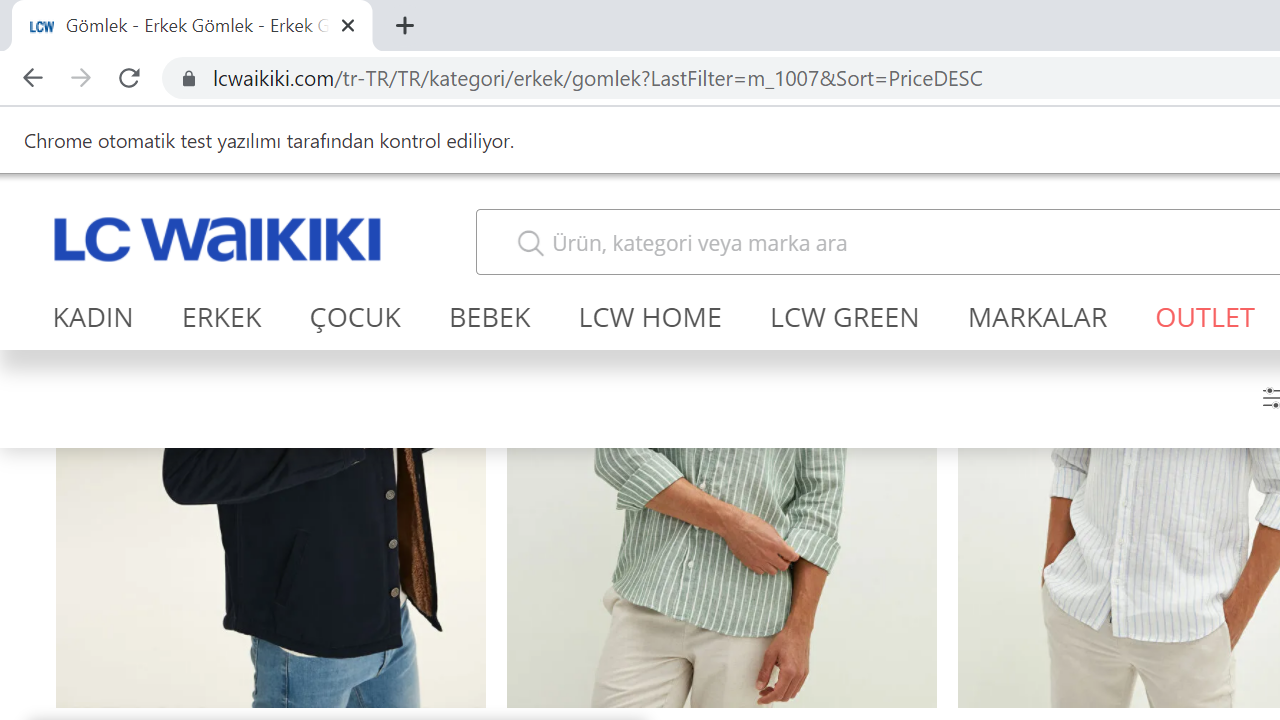 LCW Gömlek - Erkek Gömlek - Erkek G
lcwaikiki.com/tr-TR/TR/kategori/erkek/gomlek?LastFilter=m_1007&Sort=PriceDESC
Chrome otomatik test yazılımı tarafından kontrol ediliyor.
LC WAIKIKI
Ürün, kategori veya marka ara
KADIN ERKEK ÇOCUK BEBEK LCW HOME LCW GREEN MARKALAR OUTLET